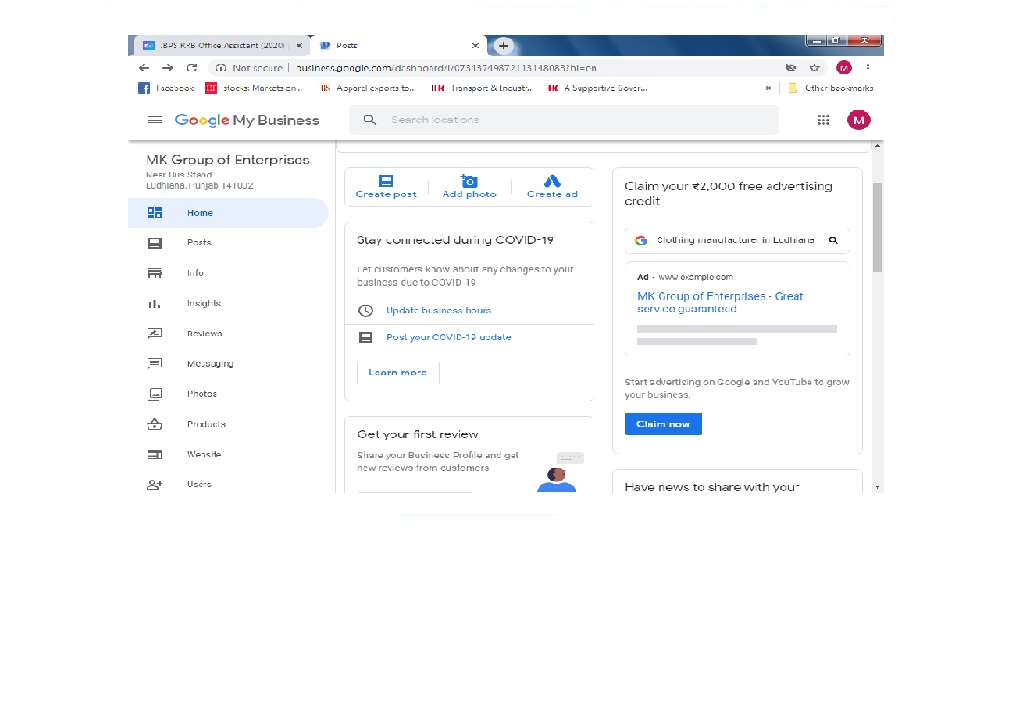 IBPS RRB Office Assistant (2020)
Posts
Not secure
business.google.com/dashboard/l/07313749872113148083?hl=en
Facebook
Stocks: Markets on...
BS
Apparel exports to...
Transport & Industr...
A Supportive Gover...
»
Other bookmarks
M
Google My Business
Search locations
M
MK Group of Enterprises
Near Bus Stand
Ludhiana, Punjab 141002
Home
Posts
Info
Insights
Reviews
Messaging
Photos
Products
Website
Users
Create post
Add photo
Create ad
Stay connected during COVID-19
Let customers know about any changes to your
business due to COVID-19
Update business hours
Post your COVID-19 update
Learn more
Get your first review
Share your Business Profile and get
new reviews from customers
Claim your ₹2,000 free advertising
credit
Clothing manufacturer in Ludhiana
Ad · www.example.com
MK Group of Enterprises - Great
service guaranteed
Start advertising on Google and YouTube to grow
your business.
Claim now
Have news to share with your